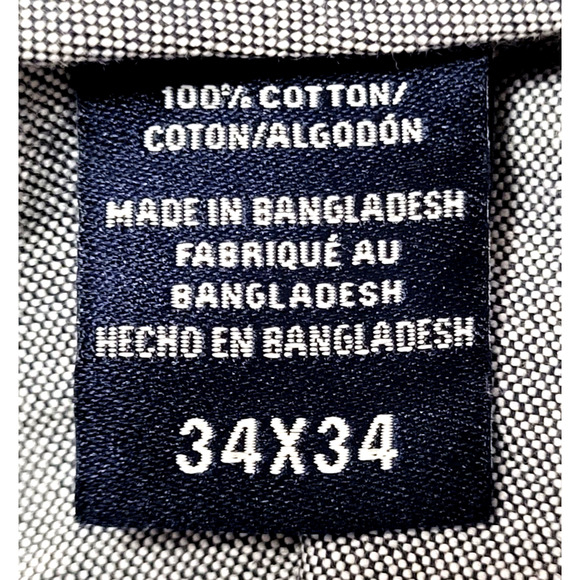 100% COTTON/
COTON/ALGODÓN
MADE IN BANGLADESH
FABRIQUÉ AU
BANGLADESH
HECHO EN BANGLADESH
34X34